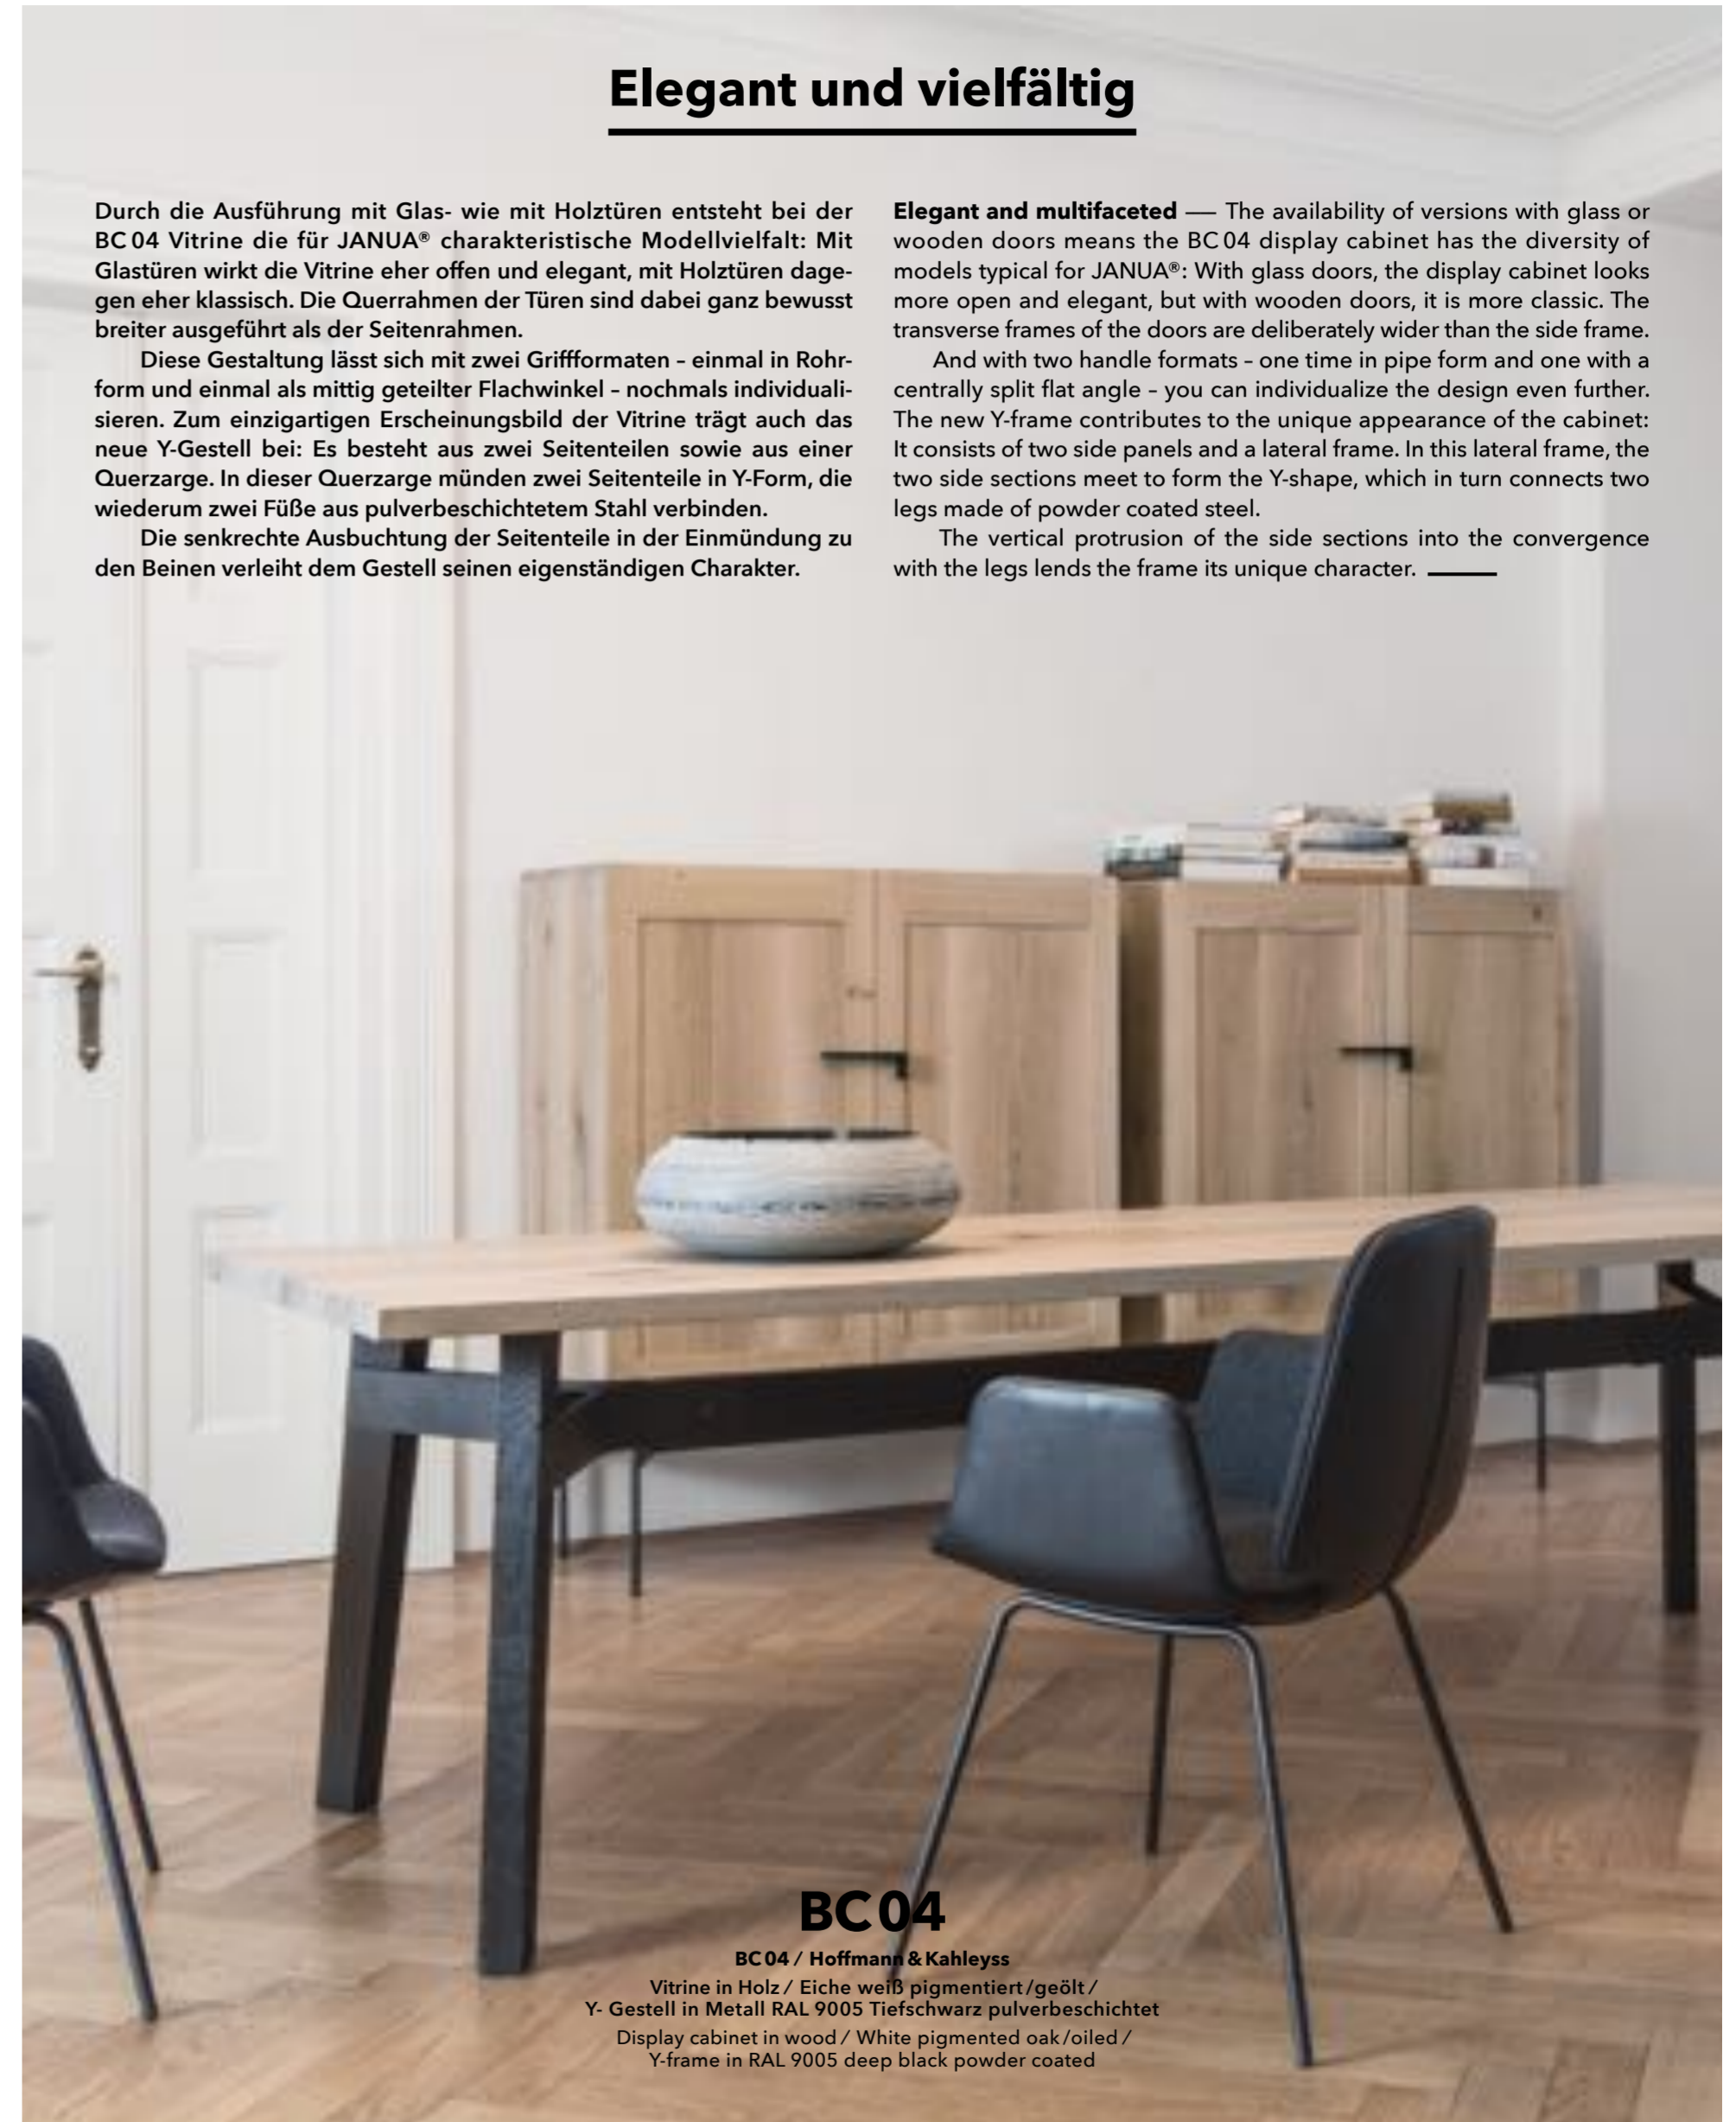 Elegant und vielfältig
Durch die Ausführung mit Glas- wie mit Holztüren entsteht bei der
BC 04 Vitrine die für JANUA® charakteristische Modellvielfalt: Mit
Glastüren wirkt die Vitrine eher offen und elegant, mit Holztüren dage-
gen eher klassisch. Die Querrahmen der Türen sind dabei ganz bewusst
breiter ausgeführt als der Seitenrahmen.
Diese Gestaltung lässt sich mit zwei Griffformaten – einmal in Rohr-
form und einmal als mittig geteilter Flachwinkel – nochmals individuali-
sieren. Zum einzigartigen Erscheinungsbild der Vitrine trägt auch das
neue Y-Gestell bei: Es besteht aus zwei Seitenteilen sowie aus einer
Querzarge. In dieser Querzarge münden zwei Seitenteile in Y-Form, die
wiederum zwei Füße aus pulverbeschichtetem Stahl verbinden.
Die senkrechte Ausbuchtung der Seitenteile in der Einmündung zu
den Beinen verleiht dem Gestell seinen eigenständigen Charakter.
Elegant and multifaceted — The availability of versions with glass or
wooden doors means the BC 04 display cabinet has the diversity of
models typical for JANUA®: With glass doors, the display cabinet looks
more open and elegant, but with wooden doors, it is more classic. The
transverse frames of the doors are deliberately wider than the side frame.
And with two handle formats – one time in pipe form and one with a
centrally split flat angle – you can individualize the design even further.
The new Y-frame contributes to the unique appearance of the cabinet:
It consists of two side panels and a lateral frame. In this lateral frame, the
two side sections meet to form the Y-shape, which in turn connects two
legs made of powder coated steel.
The vertical protrusion of the side sections into the convergence
with the legs lends the frame its unique character.
BC 04
BC 04 / Hoffmann & Kahleyss
Vitrine in Holz / Eiche weiß pigmentiert / geölt /
Y- Gestell in Metall RAL 9005 Tiefschwarz pulverbeschichtet
Display cabinet in wood / White pigmented oak / oiled /
Y-frame in RAL 9005 deep black powder coated